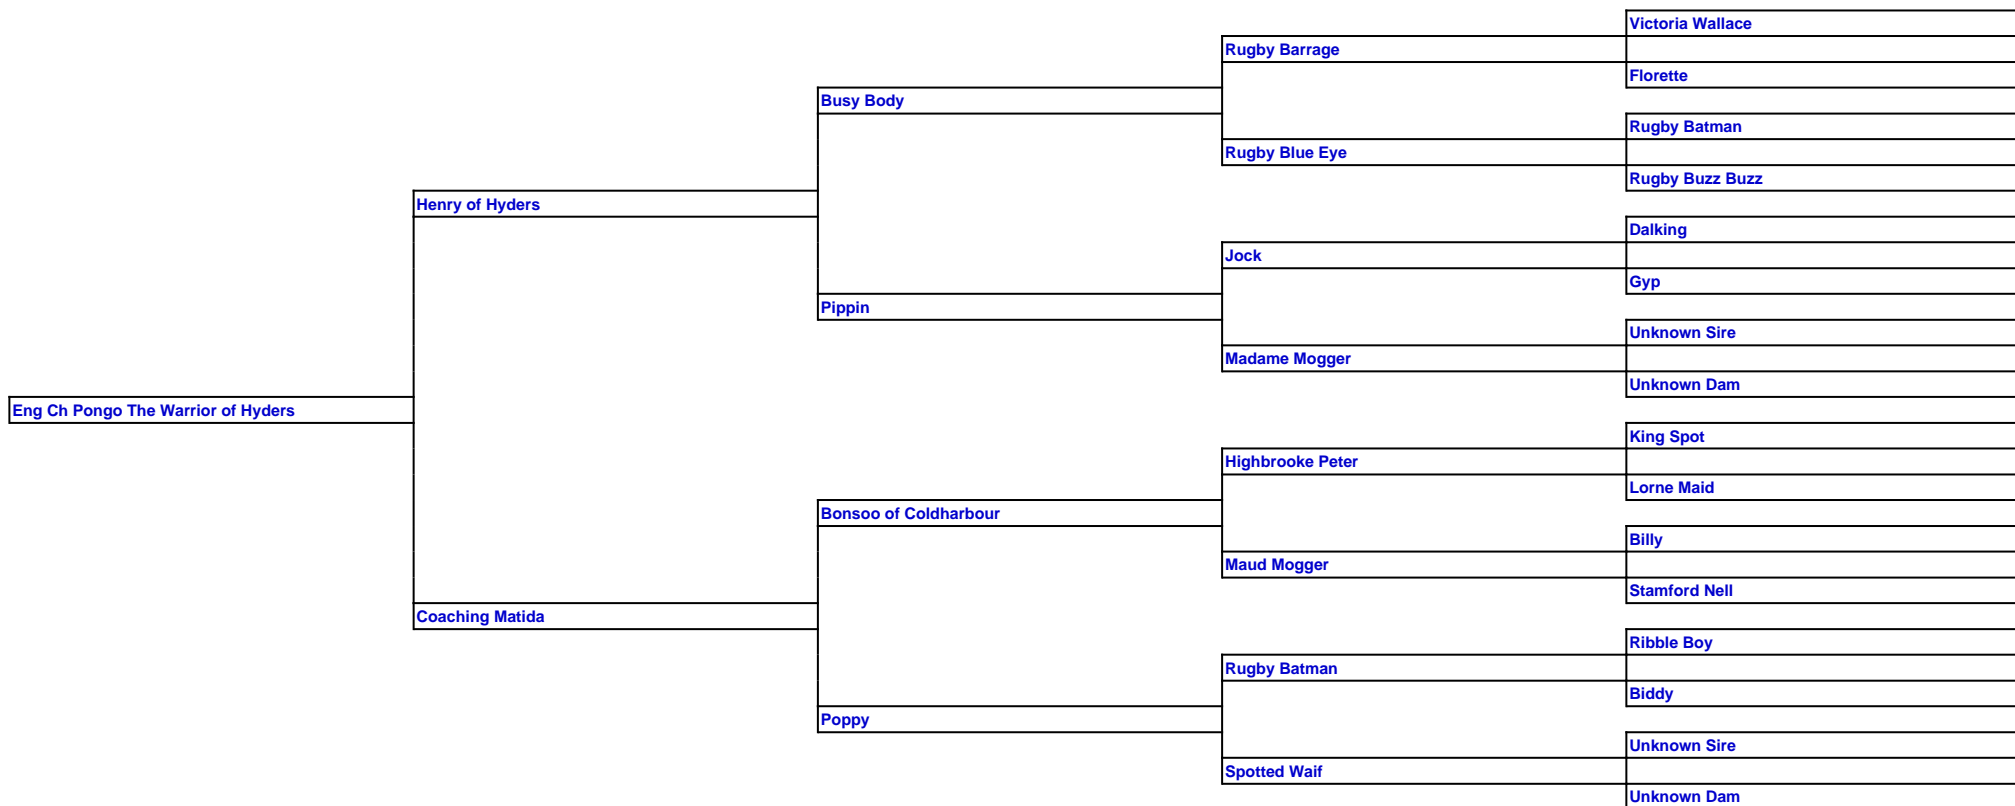 Victoria Wallace
Rugby Barrage
Florette
Busy Body
Rugby Batman
Rugby Blue Eye
Rugby Buzz Buzz
Henry of Hyders
Dalking
Jock
Gyp
Pippin
Unknown Sire
Madame Mogger
Unknown Dam
Eng Ch Pongo The Warrior of Hyders
King Spot
Highbrooke Peter
Lorne Maid
Bonsoo of Coldharbour
Billy
Maud Mogger
Stamford Nell
Coaching Matida
Ribble Boy
Rugby Batman
Biddy
Poppy
Unknown Sire
Spotted Waif
Unknown Dam